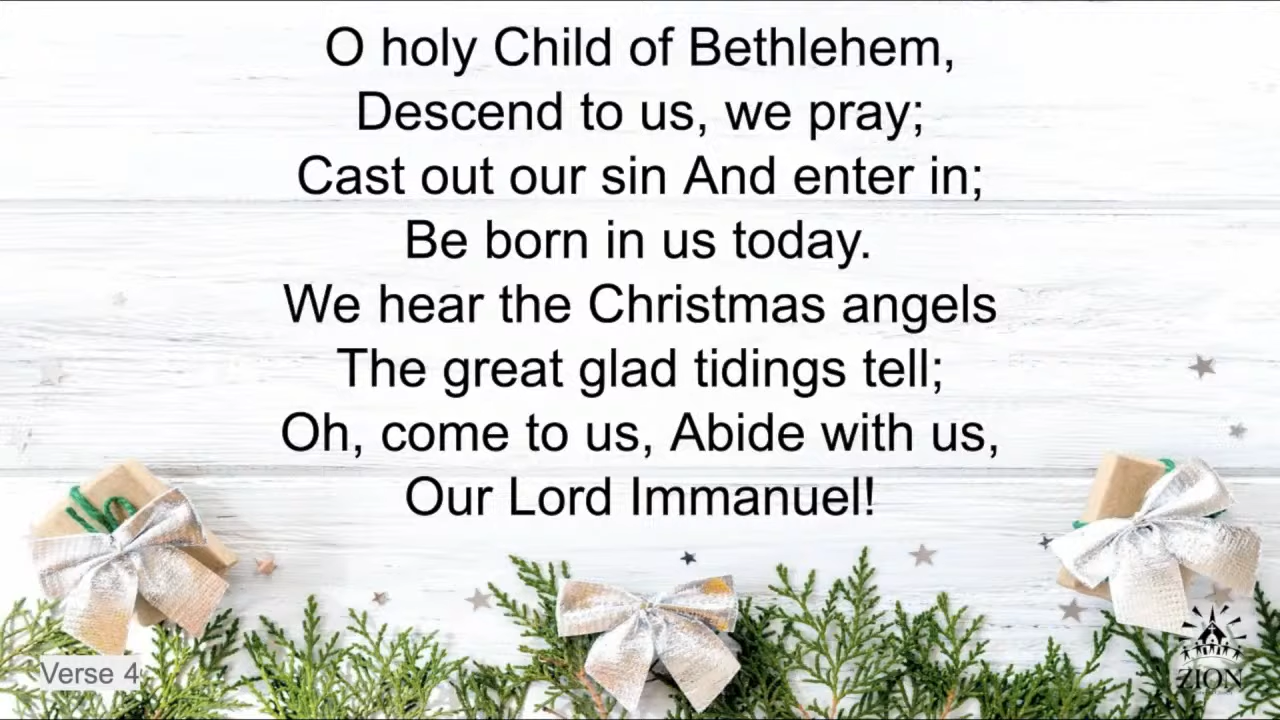 O holy Child of Bethlehem,
Descend to us, we pray;
Cast out our sin And enter in;
Be born in us today.
We hear the Christmas angels
The great glad tidings tell;
Oh, come to us, Abide with us,
Our Lord Immanuel!
Verse 4
ZION